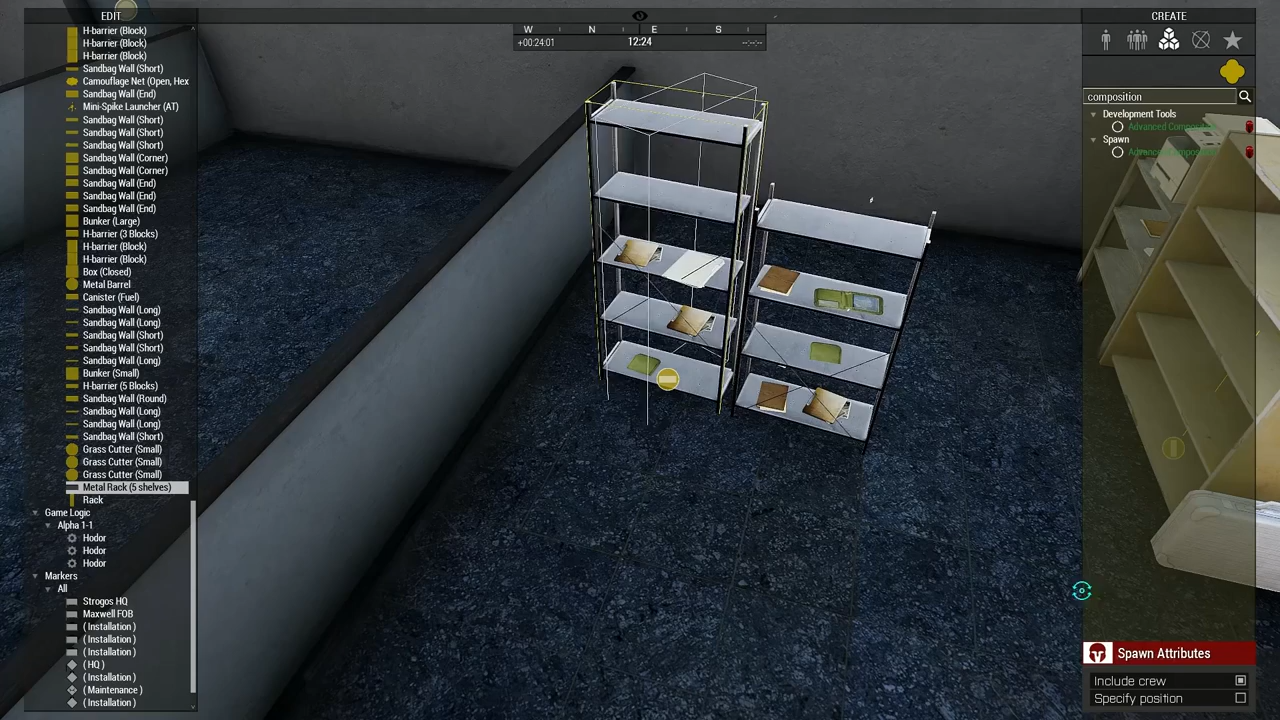 EDIT
H-barrier (Block)
H-barrier (Block)
H-barrier (Block)
Sandbag Wall (Short)
Camouflage Net (Open, Hex
Sandbag Wall (End)
Mini-Spike Launcher (AT)
Sandbag Wall (Short)
Sandbag Wall (Short)
Sandbag Wall (Short)
Sandbag Wall (Corner)
Sandbag Wall (Corner)
Sandbag Wall (End)
Sandbag Wall (End)
Sandbag Wall (End)
Bunker (Large)
H-barrier (3 Blocks)
H-barrier (Block)
H-barrier (Block)
Box (Closed)
Metal Barrel
Canister (Fuel)
Sandbag Wall (Long)
Sandbag Wall (Long)
Sandbag Wall (Short)
Sandbag Wall (Short)
Sandbag Wall (Long)
Bunker (Small)
H-barrier (5 Blocks)
Sandbag Wall (Round)
Sandbag Wall (Long)
Sandbag Wall (Long)
Sandbag Wall (Short)
Grass Cutter (Small)
Grass Cutter (Small)
Grass Cutter (Small)
Metal Rack (5 shelves)
Rack
Game Logic
Alpha 1-1
Hodor
Hodor
Hodor
Markers
All
Strogos HQ
Maxwell FOB
( Installation )
( Installation )
( Installation )
( HQ )
( Installation )
( Maintenance )
( Installation )
W N E S
+00:24:01 12:24 --:--:--
CREATE
composition
Development Tools
Advanced
Spawn
Advanced
Spawn Attributes
Include crew
Specify position